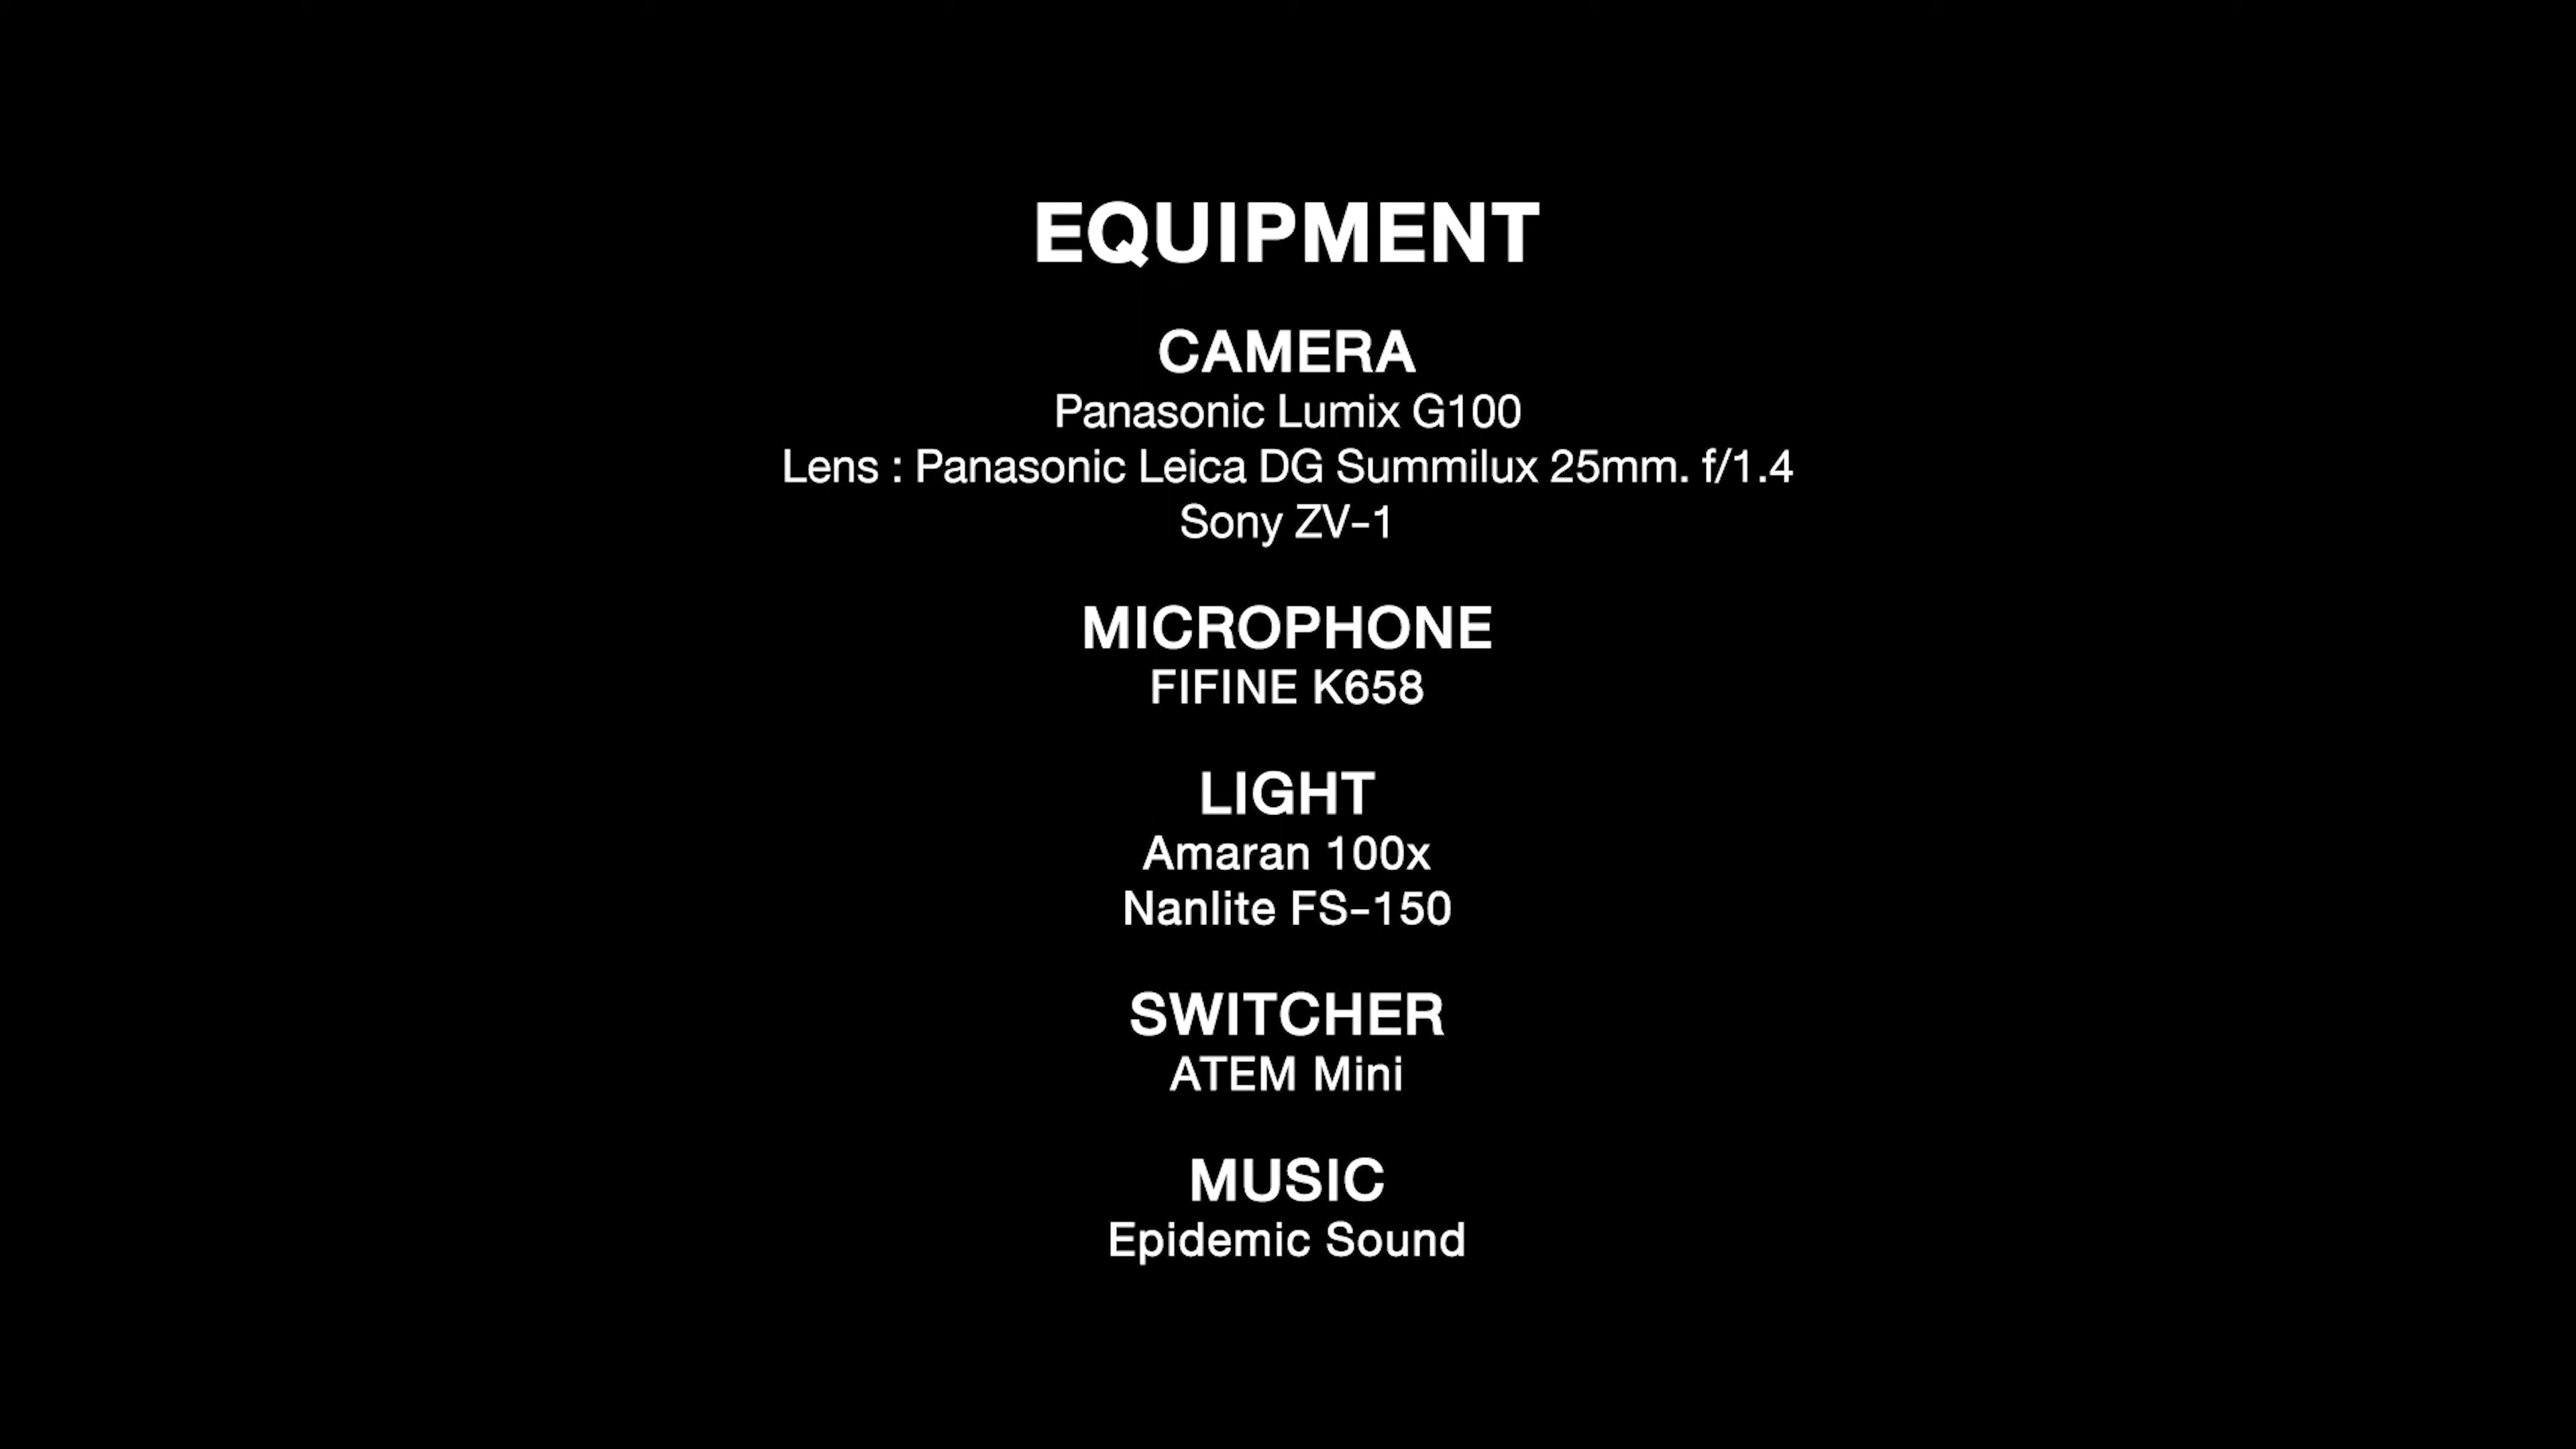 EQUIPMENT
CAMERA
Panasonic Lumix G100
Lens : Panasonic Leica DG Summilux 25mm. f/1.4
Sony ZV-1
MICROPHONE
FIFINE K658
LIGHT
Amaran 100x
Nanlite FS-150
SWITCHER
ATEM Mini
MUSIC
Epidemic Sound